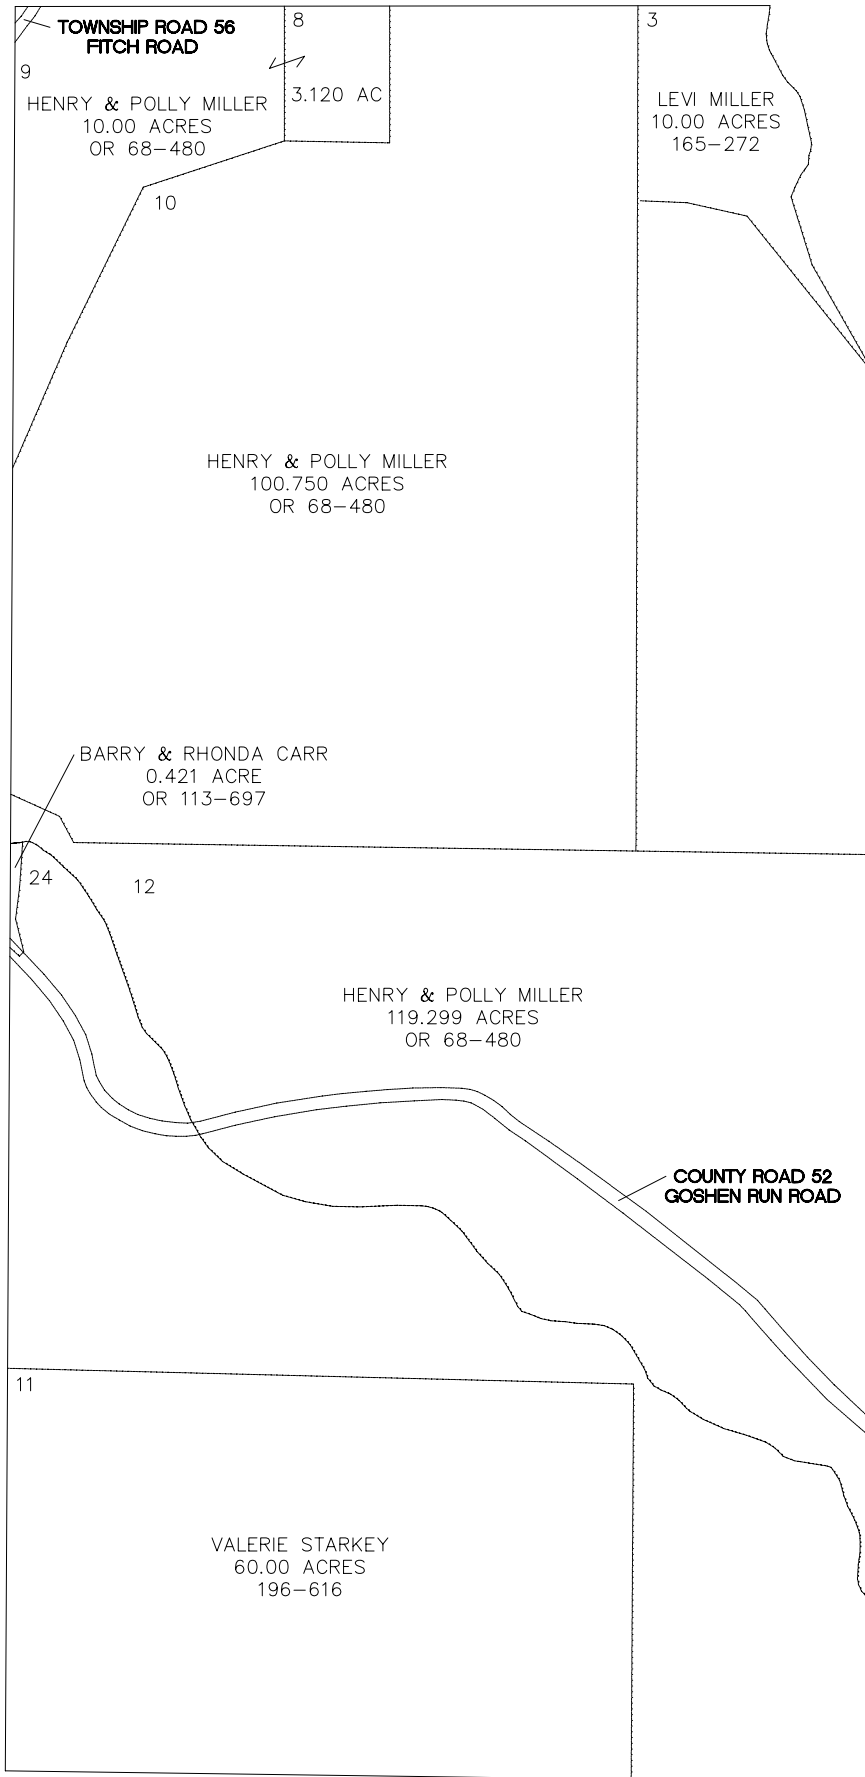 TOWNSHIP ROAD 56
FITCH ROAD
8
3
9
HENRY & POLLY MILLER
10.00 ACRES
OR 68-480
3.120 AC
LEVI MILLER
10.00 ACRES
165-272
10
HENRY & POLLY MILLER
100.750 ACRES
OR 68-480
BARRY & RHONDA CARR
0.421 ACRE
OR 113-697
24
12
HENRY & POLLY MILLER
119.299 ACRES
OR 68-480
COUNTY ROAD 52
GOSHEN RUN ROAD
11
VALERIE STARKEY
60.00 ACRES
196-616